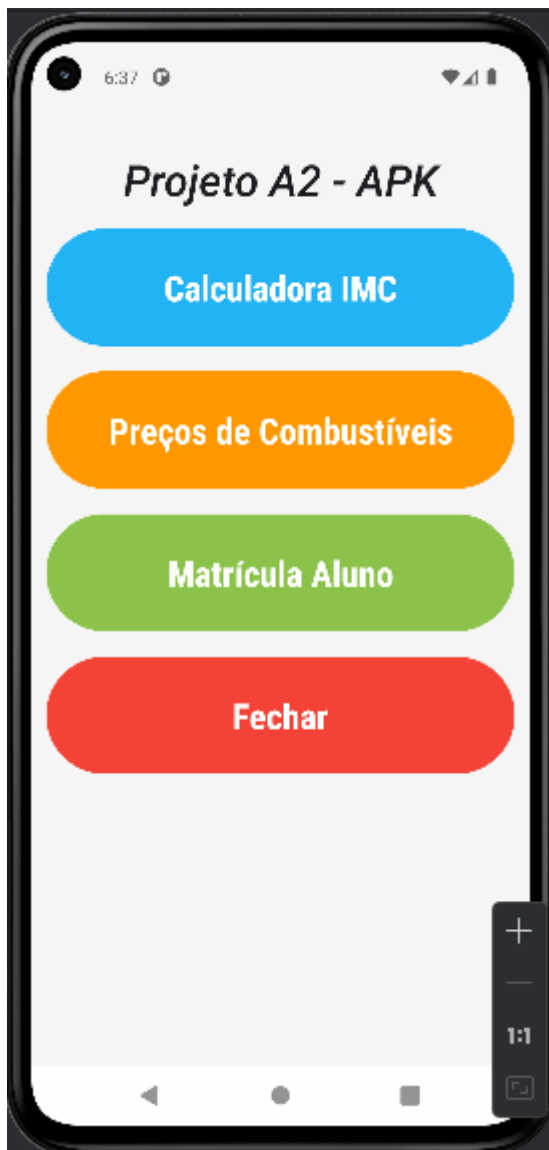 6:37
Projeto A2 - APK
Calculadora IMC
Preços de Combustíveis
Matrícula Aluno
Fechar
1:1